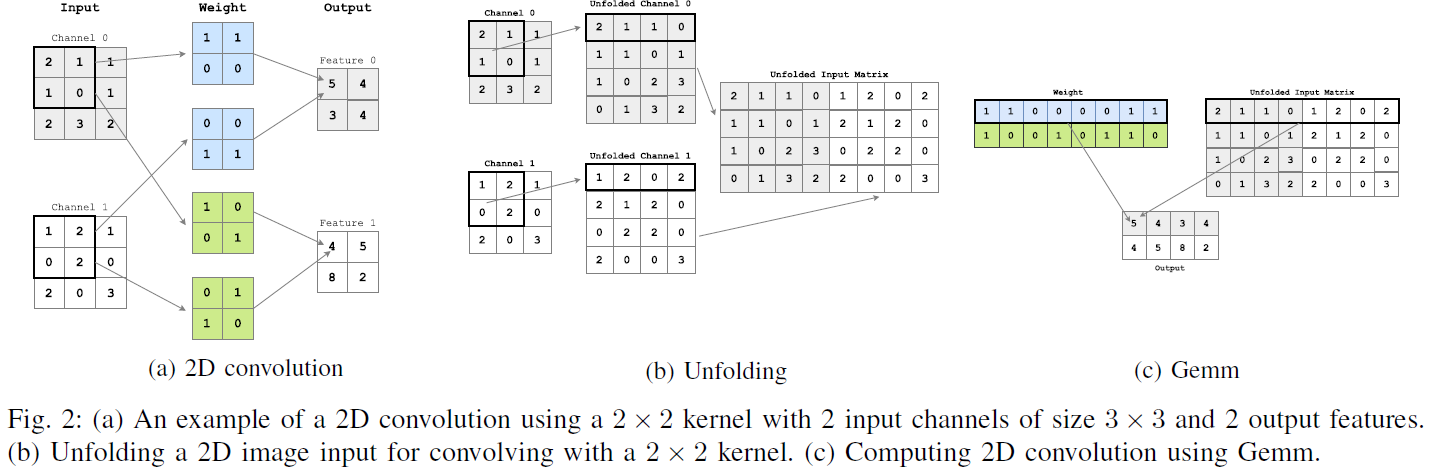 Input Weight Output
Channel 0
2 1 1
1 0 1
2 3 2
1 1
0 0
Feature 0
5 4
3 4
0 0
1 1
Channel 1
1 2 1
0 2 0
2 0 3
1 0
0 1
Feature 1
4 5
8 2
0 1
1 0
(a) 2D convolution
Channel 0
2 1 1
1 0 1
2 3 2
Unfolded Channel 0
2 1 1 0
1 1 0 1
1 0 2 3
0 1 3 2
Channel 1
1 2 1
0 2 0
2 0 3
Unfolded Channel 1
1 2 0 2
2 1 2 0
0 2 2 0
2 0 0 3
Unfolded Input Matrix
2 1 1 0 1 2 0 2
1 1 0 1 2 1 2 0
1 0 2 3 0 2 2 0
0 1 3 2 2 0 0 3
(b) Unfolding
Weight
1 1 0 0 0 0 1 1
1 0 0 1 0 1 1 0
Unfolded Input Matrix
2 1 1 0 1 2 0 2
1 1 0 1 2 1 2 0
1 0 2 3 0 2 2 0
0 1 3 2 2 0 0 3
5 4 3 4
4 5 8 2
Output
(c) Gemm
Fig. 2: (a) An example of a 2D convolution using a 2 × 2 kernel with 2 input channels of size 3 × 3 and 2 output features.
(b) Unfolding a 2D image input for convolving with a 2 × 2 kernel. (c) Computing 2D convolution using Gemm.